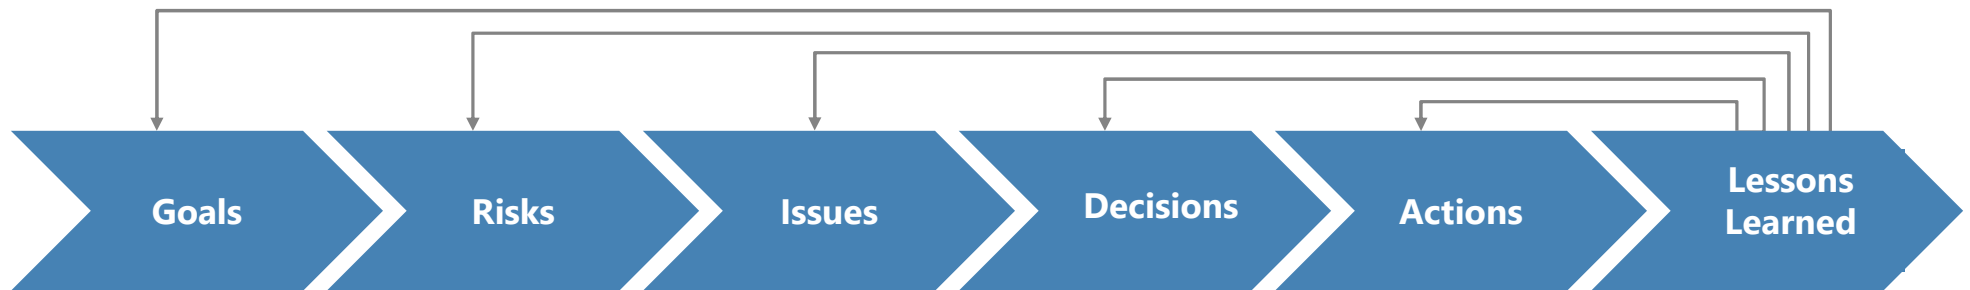 Goals
Risks
Issues
Decisions
Actions
Lessons
Learned